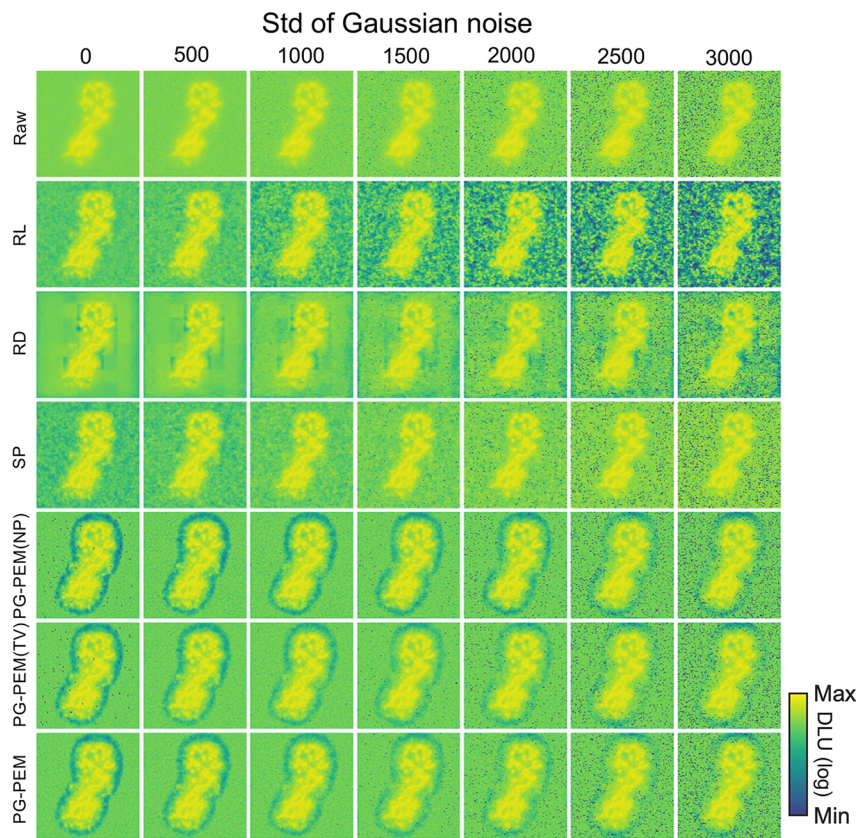 Std of Gaussian noise
0 500 1000 1500 2000 2500 3000
Raw
RL
RD
SP
PG-PEM(NP)
PG-PEM(TV)
PG-PEM
Max
DLU (log)
Min